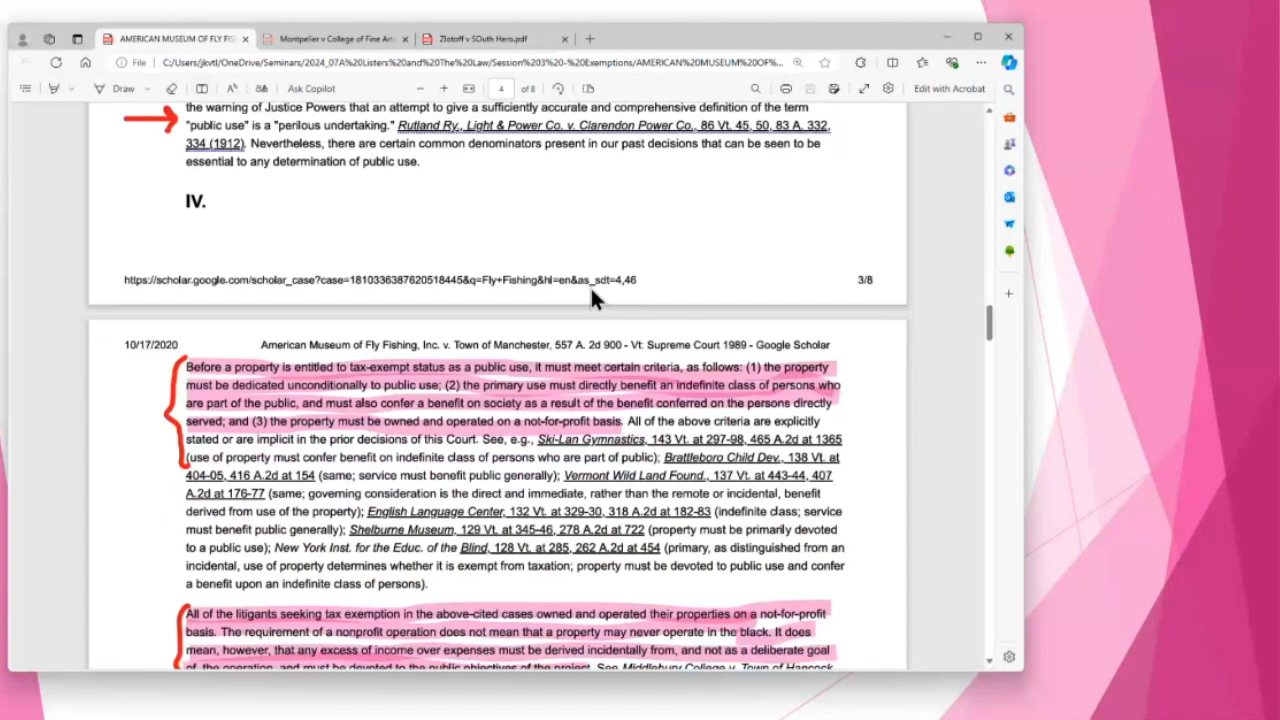 AMERICAN MUSEUM OF FLY FIS
Montpelier v College of Fine Arts
Zlotoff v SOuth Hero.pdf
File
C:/Users/jkvtl/OneDrive/Seminars/2024_07A%20Listers%20and%20The%20Law/Session%203%20-%20Exemptions/AMERICAN%20MUSEUM%20OF%...
Draw
Ask Copilot
4 of 8
Edit with Acrobat
the warning of Justice Powers that an attempt to give a sufficiently accurate and comprehensive definition of the term
"public use" is a "perilous undertaking." Rutland Ry., Light & Power Co. v. Clarendon Power Co., 86 Vt. 45, 50, 83 A. 332,
334 (1912). Nevertheless, there are certain common denominators present in our past decisions that can be seen to be
essential to any determination of public use.
IV.
https://scholar.google.com/scholar_case?case=1810336387620518445&q=Fly+Fishing&hl=en&as_sdt=4,46
3/8
10/17/2020
American Museum of Fly Fishing, Inc. v. Town of Manchester, 557 A. 2d 900 - Vt: Supreme Court 1989 - Google Scholar
Before a property is entitled to tax-exempt status as a public use, it must meet certain criteria, as follows: (1) the property
must be dedicated unconditionally to public use; (2) the primary use must directly benefit an indefinite class of persons who
are part of the public, and must also confer a benefit on society as a result of the benefit conferred on the persons directly
served; and (3) the property must be owned and operated on a not-for-profit basis. All of the above criteria are explicitly
stated or are implicit in the prior decisions of this Court. See, e.g., Ski-Lan Gymnastics, 143 Vt. at 297-98, 465 A.2d at 1365
(use of property must confer benefit on indefinite class of persons who are part of public); Brattleboro Child Dev., 138 Vt. at
404-05, 416 A.2d at 154 (same; service must benefit public generally); Vermont Wild Land Found., 137 Vt. at 443-44, 407
A.2d at 176-77 (same; governing consideration is the direct and immediate, rather than the remote or incidental, benefit
derived from use of the property); English Language Center, 132 Vt. at 329-30, 318 A.2d at 182-83 (indefinite class; service
must benefit public generally); Shelburne Museum, 129 Vt. at 345-46, 278 A.2d at 722 (property must be primarily devoted
to a public use); New York Inst. for the Educ. of the Blind, 128 Vt. at 285, 262 A.2d at 454 (primary, as distinguished from an
incidental, use of property determines whether it is exempt from taxation; property must be devoted to public use and confer
a benefit upon an indefinite class of persons).
All of the litigants seeking tax exemption in the above-cited cases owned and operated their properties on a not-for-profit
basis. The requirement of a nonprofit operation does not mean that a property may never operate in the black. It does
mean, however, that any excess of income over expenses must be derived incidentally from, and not as a deliberate goal
of, the operation, and must be devoted to the public objectives of the project. See Middlebury College v. Town of Hancock